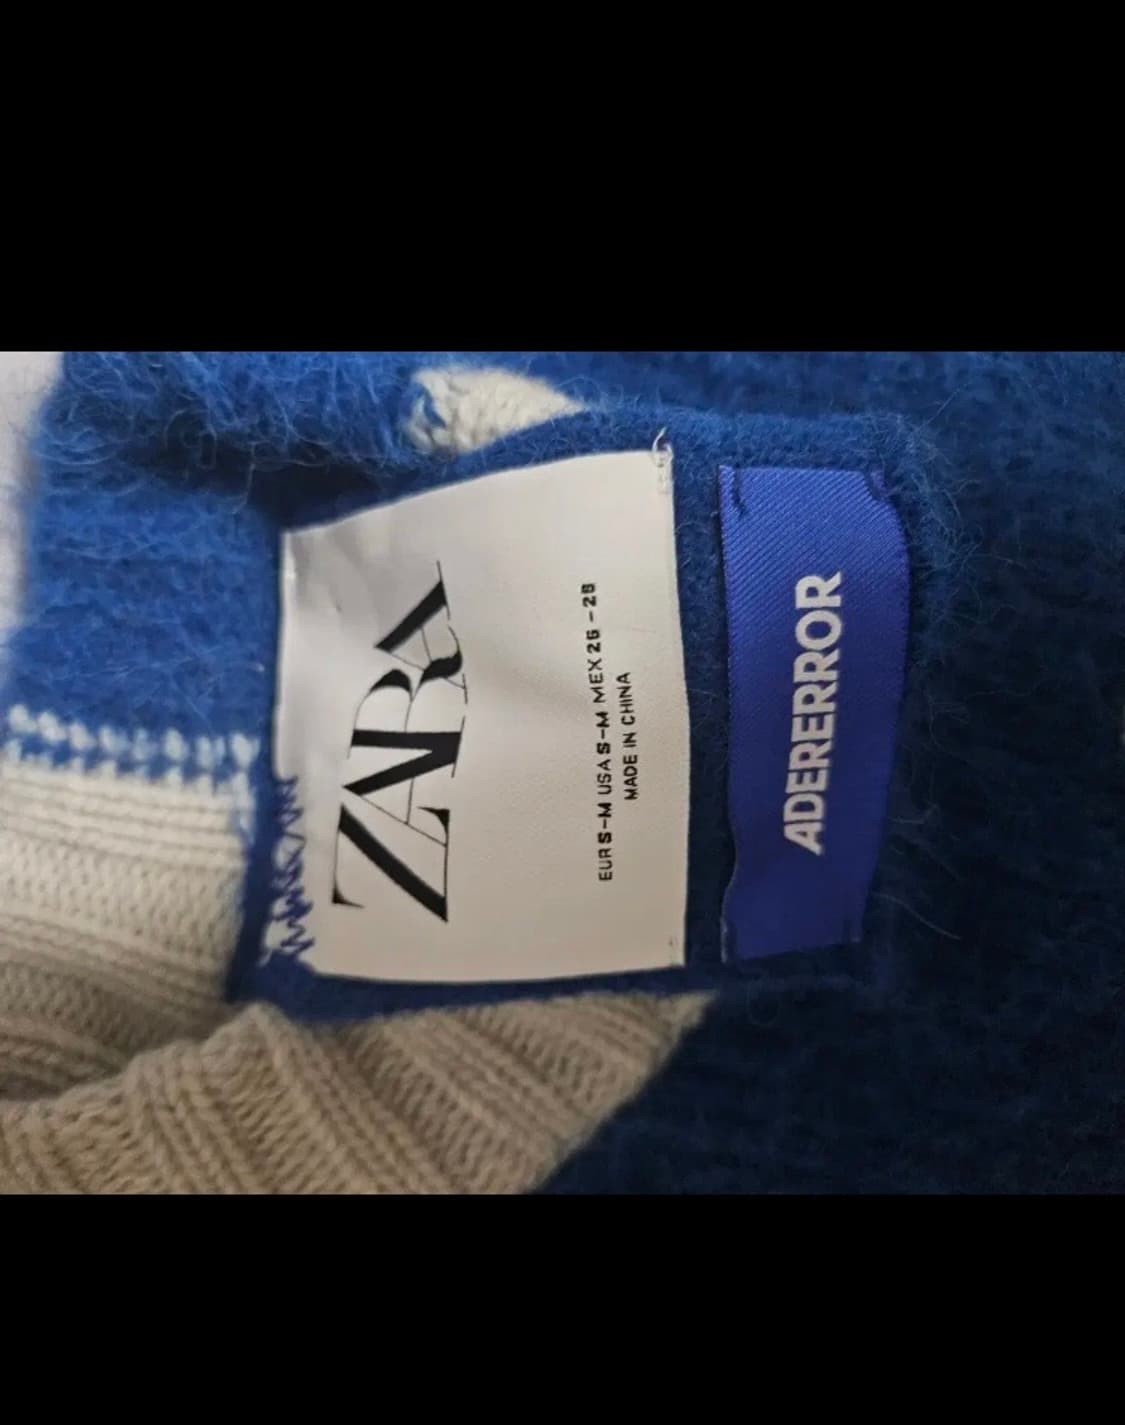 ZARA
EUR S-M USA S-M MEX 26 - 28
MADE IN CHINA
ADERERROR